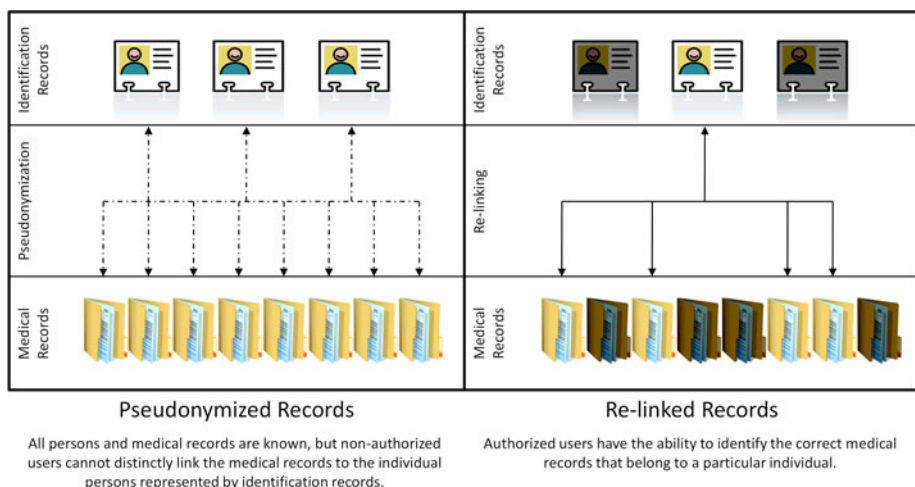 Identification
Records
Pseudonymization
Medical
Records
Identification
Records
Re-linking
Medical
Records
Pseudonymized Records
All persons and medical records are known, but non-authorized
users cannot distinctly link the medical records to the individual
persons represented by identification records.
Re-linked Records
Authorized users have the ability to identify the correct medical
records that belong to a particular individual.